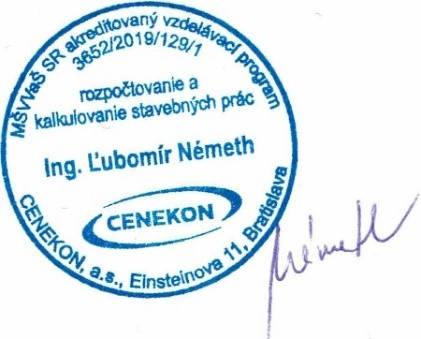 MŠVVaŠ SR akreditovaný vzdelávací program
3652/2019/129/1
rozpočtovanie a
kalkulovanie stavebných prác
Ing. Ľubomír Németh
CENEKON
CENEKON, a.s., Einsteinova 11, Bratislava
Németh